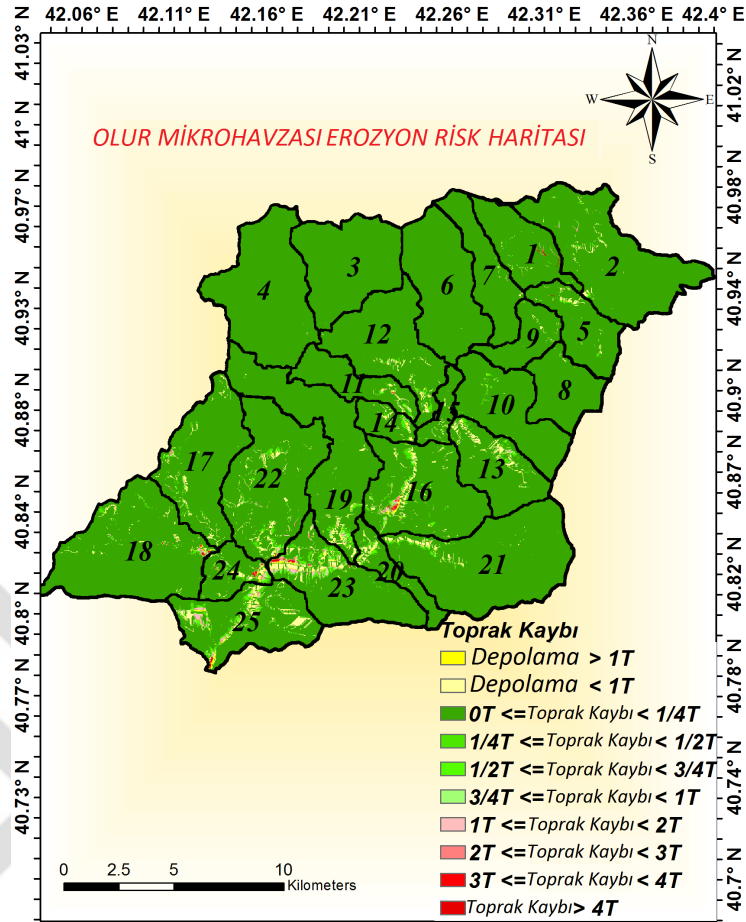 42.06° E 42.11° E 42.16° E 42.21° E 42.26° E 42.31° E 42.36° E 42.4° E
41.03° N
41° N
40.97° N
40.93° N
40.9° N
40.88° N
40.84° N
40.8° N
40.77° N
40.73° N
40.7° N
41.02° N
41° N
40.98° N
40.94° N
40.9° N
40.87° N
40.82° N
40.78° N
40.74° N
40.7° N
N
W
E
S
OLUR MİKROHAVZASI EROZYON RİSK HARİTASI
1
2
3
4
5
6
7
8
9
10
11
12
13
14
15
16
17
18
19
20
21
22
23
24
25
Toprak Kaybı
Depolama > 1T
Depolama < 1T
0T <=Toprak Kaybı < 1/4T
1/4T <=Toprak Kaybı < 1/2T
1/2T <=Toprak Kaybı < 3/4T
3/4T <=Toprak Kaybı < 1T
1T <=Toprak Kaybı < 2T
2T <=Toprak Kaybı < 3T
3T <=Toprak Kaybı < 4T
Toprak Kaybı> 4T
0 2.5 5 10
Kilometers